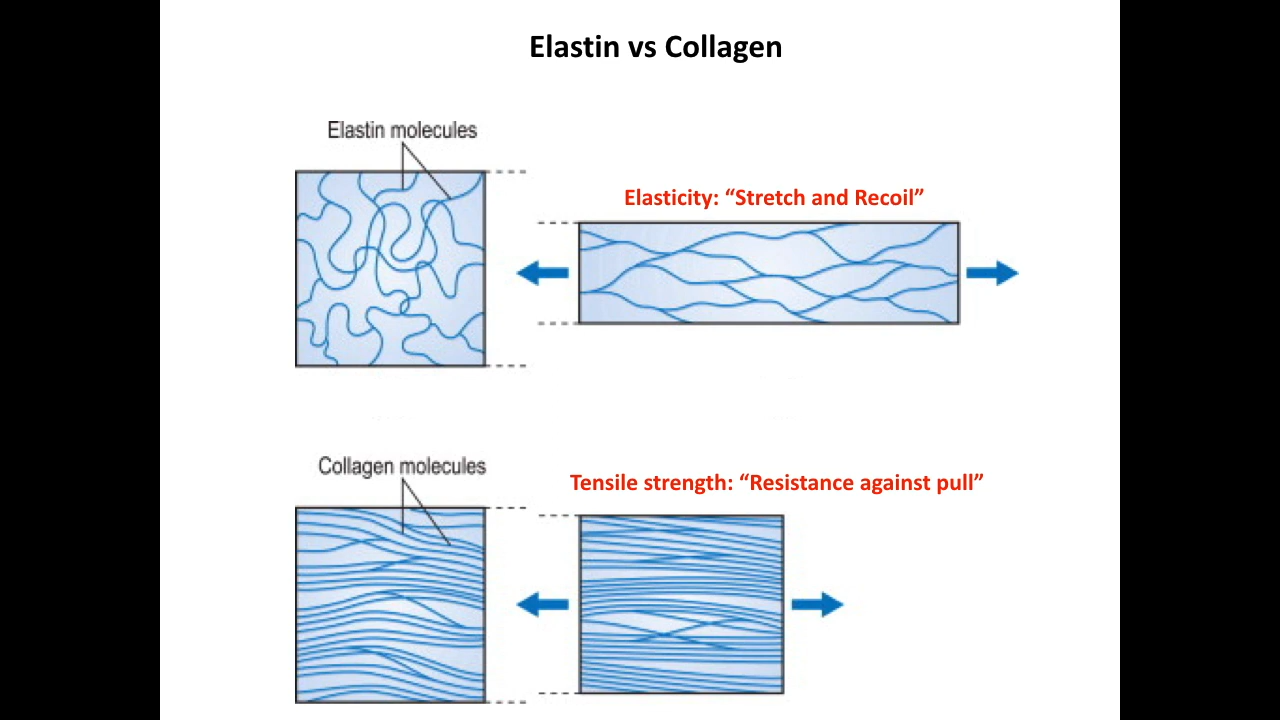 Elastin vs Collagen
Elastin molecules
Elasticity: “Stretch and Recoil”
Collagen molecules
Tensile strength: “Resistance against pull”